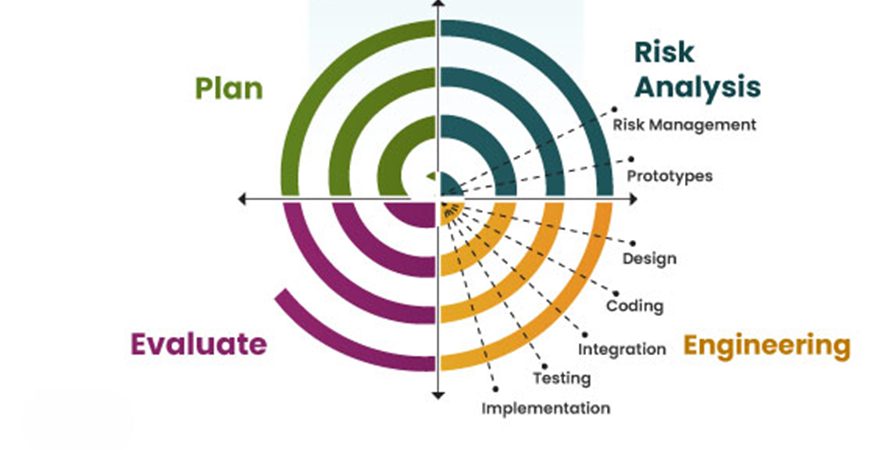 Plan
Risk
Analysis
Risk Management
Prototypes
Design
Coding
Integration
Testing
Implementation
Evaluate
Engineering